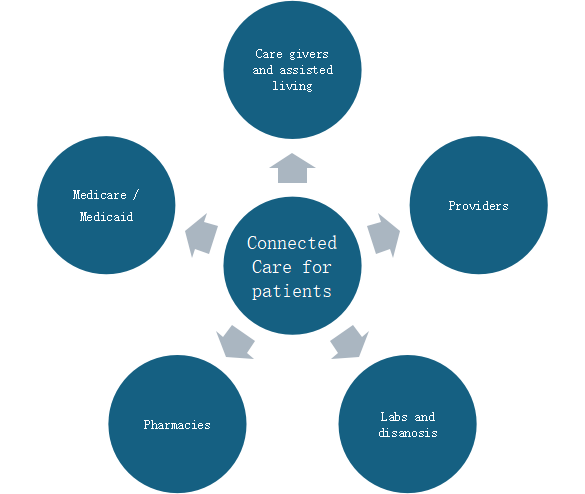 Care givers
and assisted
living
Medicare /
Medicaid
Providers
Connected
Care for
patients
Pharmacies
Labs and
disanosis